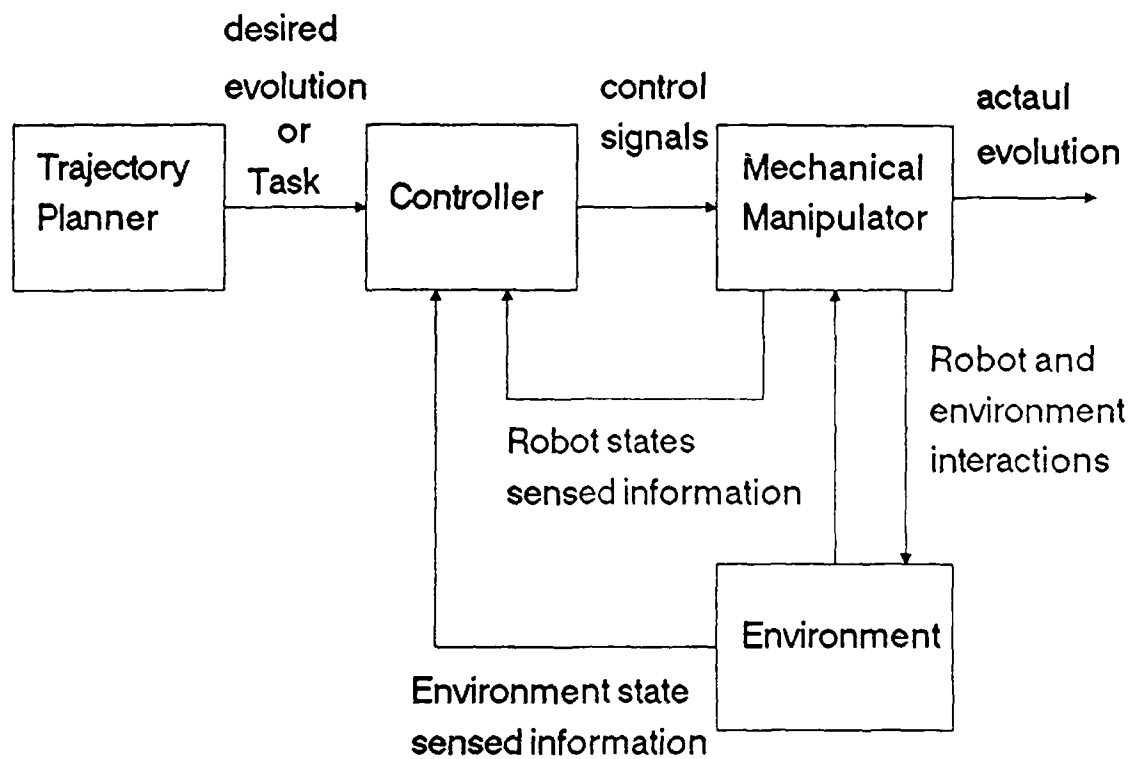 desired
evolution
or
Task
control
signals
actaul
evolution
Trajectory
Planner
Controller
Mechanical
Manipulator
Robot and
environment
interactions
Robot states
sensed information
Environment
Environment state
sensed information